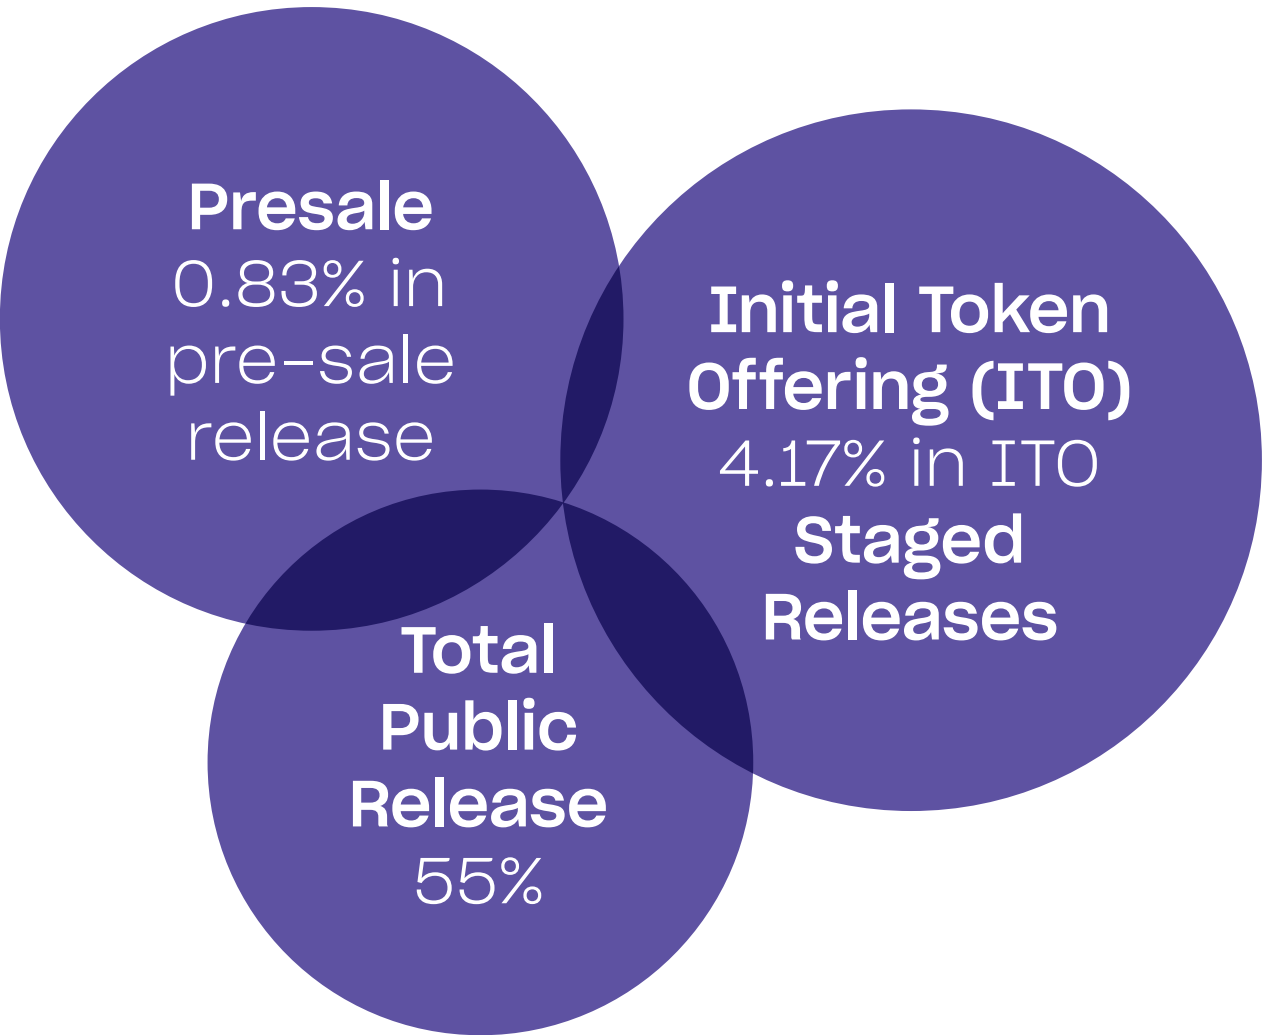 Presale
0.83% in
pre-sale
release
Initial Token
Offering (ITO)
4.17% in ITO
Staged
Releases
Total
Public
Release
55%